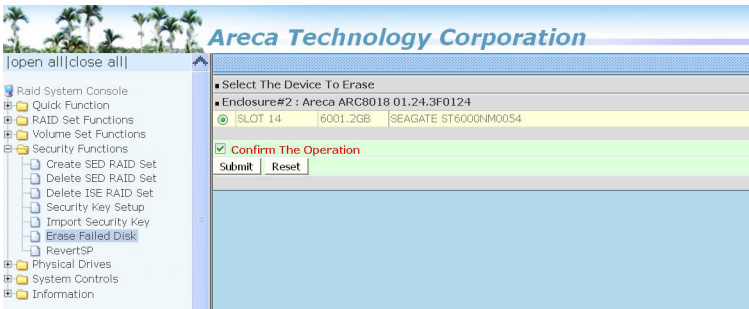 Areca Technology Corporation
|open all|close all|
Raid System Console
Quick Function
RAID Set Functions
Volume Set Functions
Security Functions
Create SED RAID Set
Delete SED RAID Set
Delete ISE RAID Set
Security Key Setup
Import Security Key
Erase Failed Disk
RevertSP
Physical Drives
System Controls
Information
Select The Device To Erase
Enclosure#2 : Areca ARC8018 01.24.3F0124
SLOT 14 6001.2GB SEAGATE ST6000NM0054
Confirm The Operation
Submit Reset